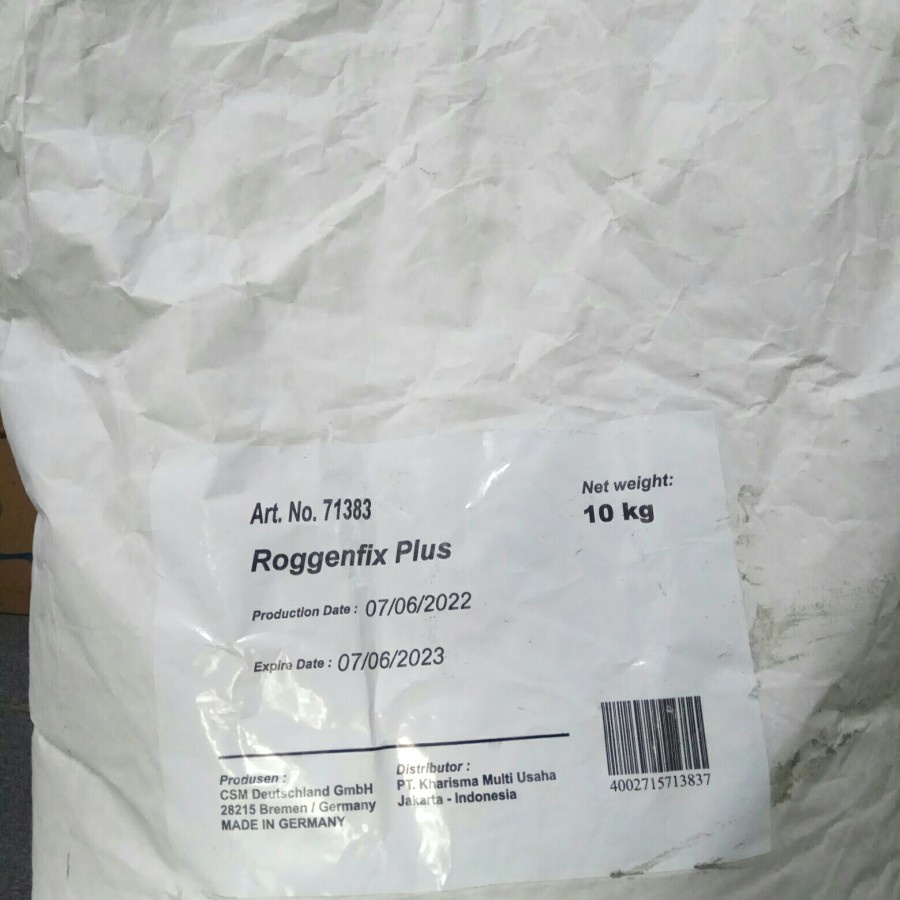 Art. No. 71383
Net weight:
10 kg
Roggenfix Plus
Production Date : 07/06/2022
Expire Date : 07/06/2023
Produsen :
CSM Deutschland GmbH
28215 Bremen / Germany
MADE IN GERMANY
Distributor :
PT. Kharisma Multi Usaha
Jakarta - Indonesia
4002715713837